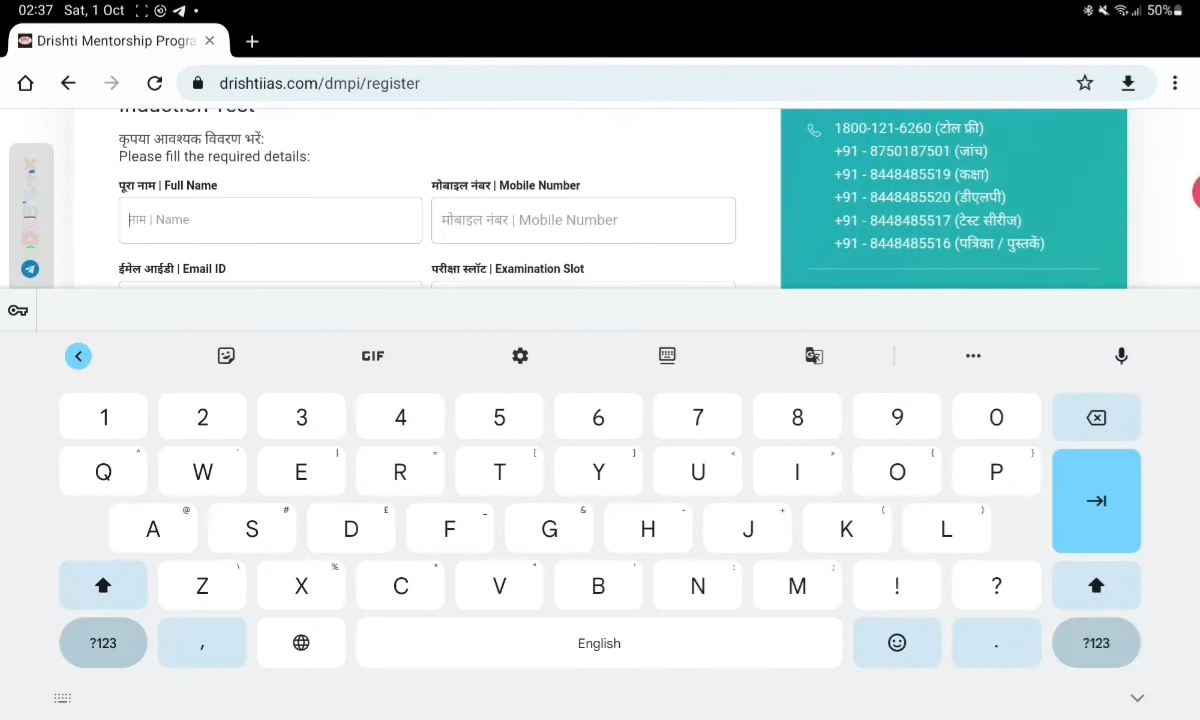 02:37 Sat, 1 Oct
50%
Drishti Mentorship Progra
drishtiias.com/dmpi/register
Induction Test
कृपया आवश्यक विवरण भरें:
Please fill the required details:
पूरा नाम | Full Name
मोबाइल नंबर | Mobile Number
नाम | Name
मोबाइल नंबर | Mobile Number
ईमेल आईडी | Email ID
परीक्षा स्लॉट | Examination Slot
1800-121-6260 (टोल फ्री)
+91 - 8750187501 (जांच)
+91 - 8448485519 (कक्षा)
+91 - 8448485520 (डीएलपी)
+91 - 8448485517 (टेस्ट सीरीज)
+91 - 8448485516 (पत्रिका / पुस्तकें)
GIF
1 2 3 4 5 6 7 8 9 0
Q W E R T Y U I O P
A S D F G H J K L
Z X C V B N M ! ?
?123 , English . ?123